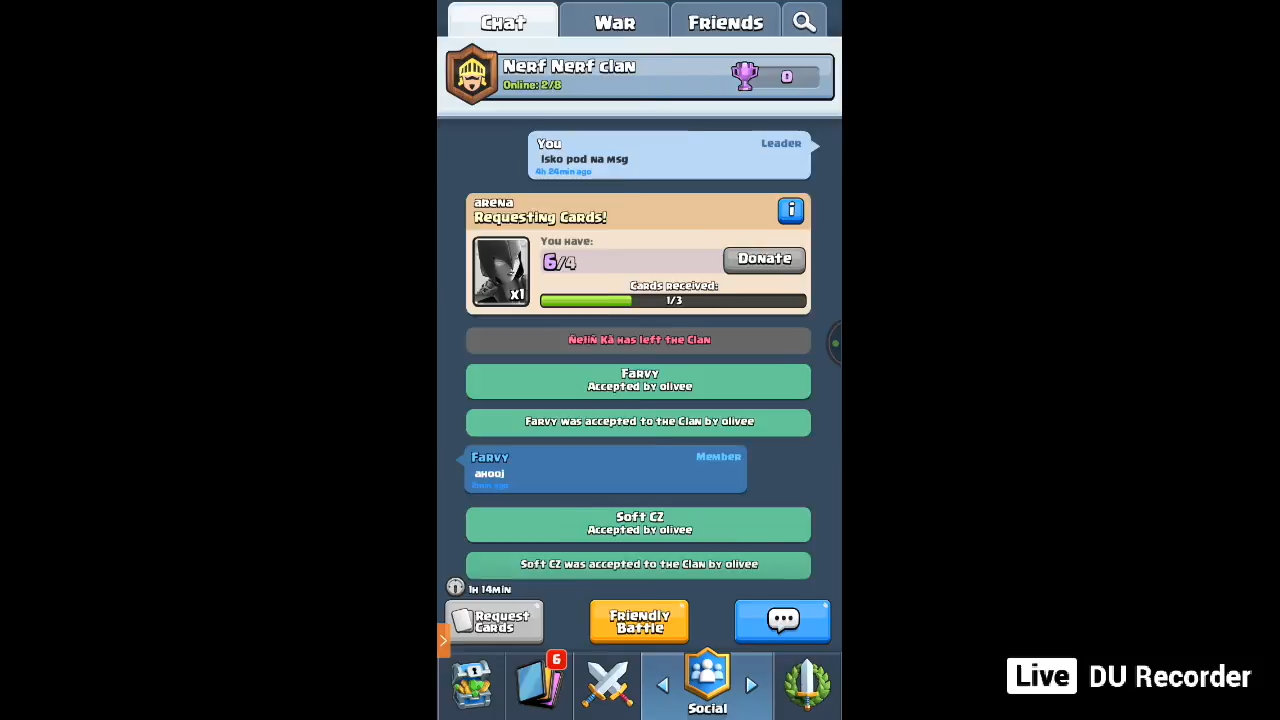 Chat
War
Friends
Nerf Nerf clan
Online: 2/8
0
You
Leader
Isko pod na msg
4h 24min ago
arena
Requesting Cards!
i
You have:
6/4
Donate
x1
Cards received:
1/3
Ñeliñ Kâ has left the Clan
Farvy
Accepted by olivee
Farvy was accepted to the Clan by olivee
Farvy
Member
ahooj
2min ago
Soft CZ
Accepted by olivee
Soft CZ was accepted to the Clan by olivee
1h 14min
Request
Cards
Friendly
Battle
6
Social
Live DU Recorder